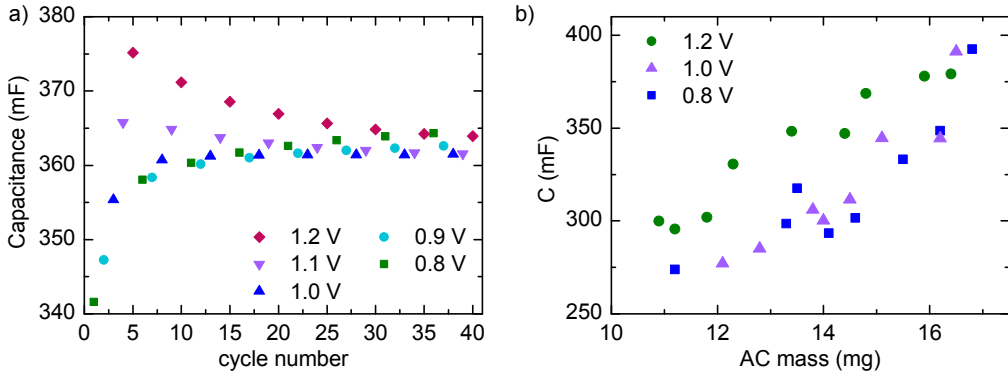 a)
380
370
360
350
340
Capacitance (mF)
1.2 V
1.1 V
1.0 V
0.9 V
0.8 V
0 5 10 15 20 25 30 35 40
cycle number
b)
400
350
300
250
C (mF)
1.2 V
1.0 V
0.8 V
10 12 14 16
AC mass (mg)